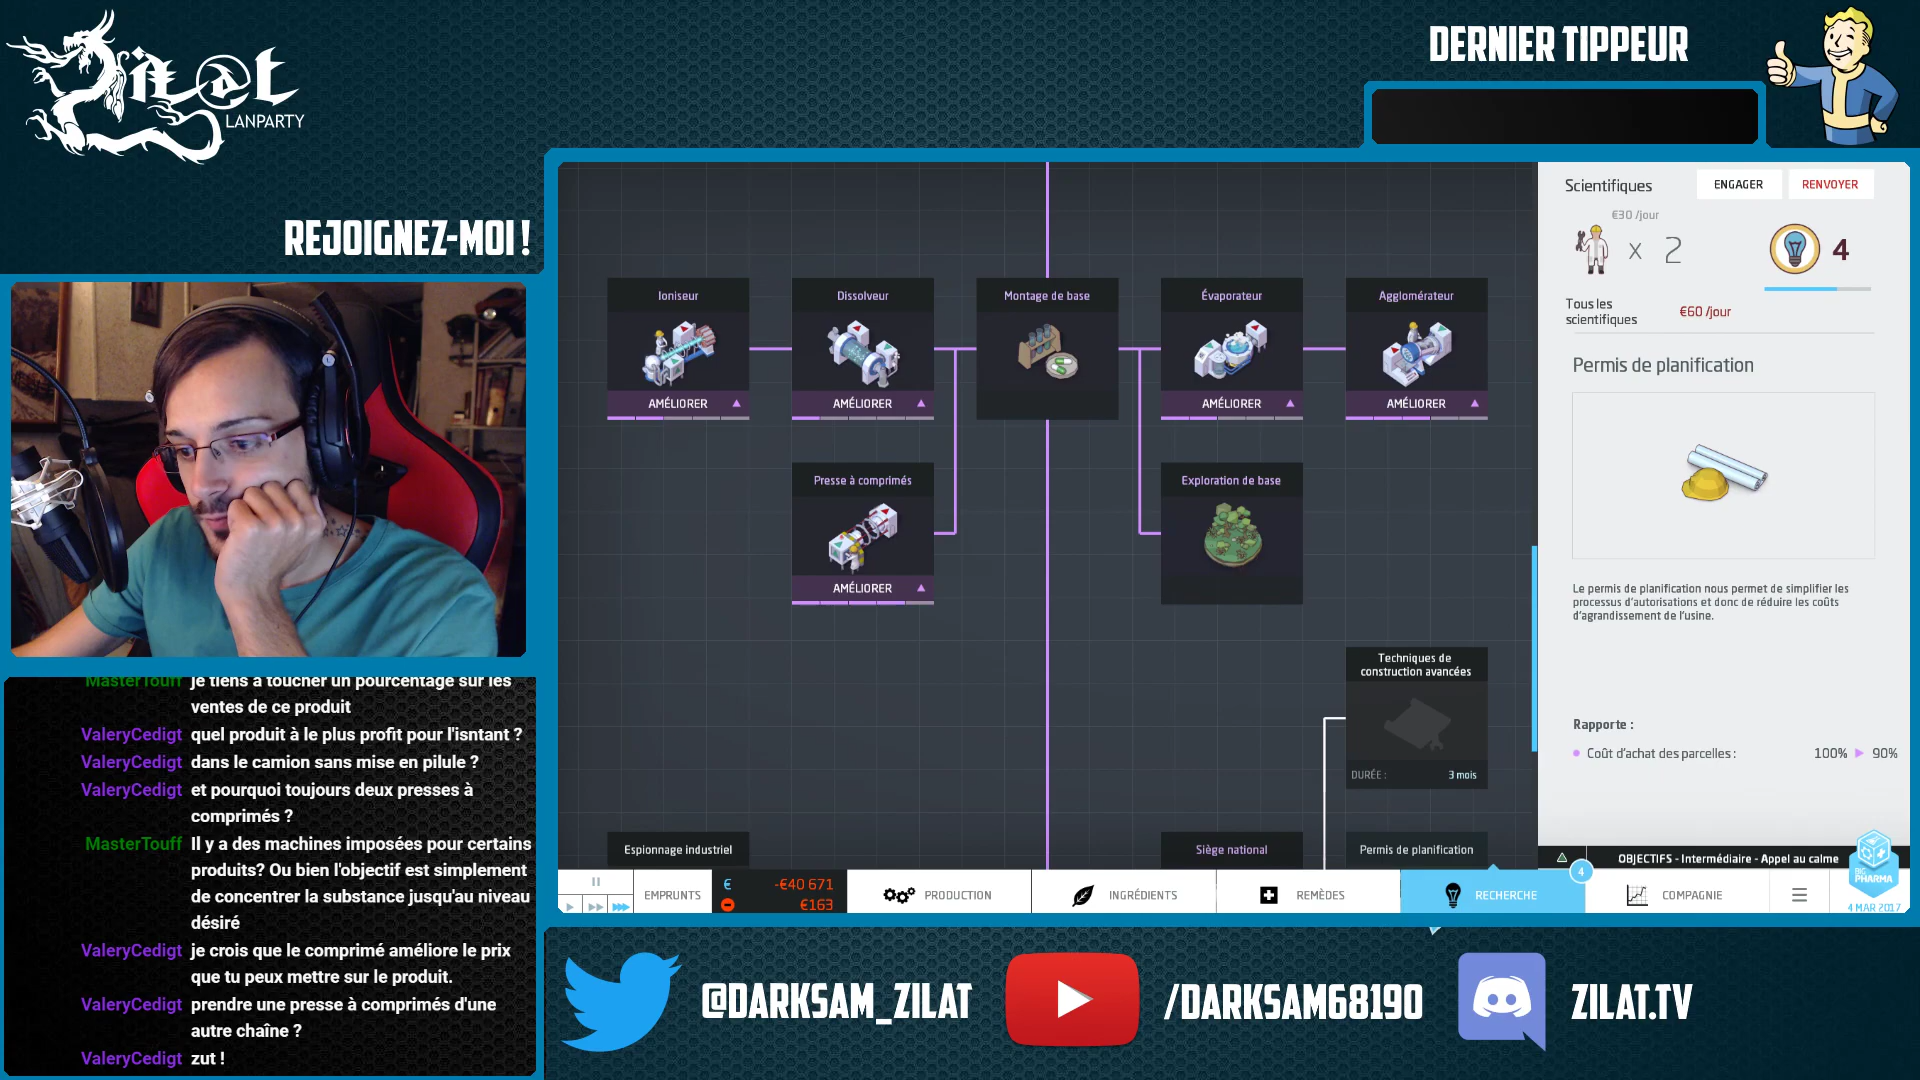 Zil@t
LANPARTY
REJOIGNEZ-MOI !
DERNIER TIPPEUR
MasterTouff je tiens a toucher un pourcentage sur les
ventes de ce produit
ValeryCedigt quel produit à le plus profit pour l'isntant ?
ValeryCedigt dans le camion sans mise en pilule ?
ValeryCedigt et pourquoi toujours deux presses à
comprimés ?
MasterTouff Il y a des machines imposées pour certains
produits? Ou bien l'objectif est simplement
de concentrer la substance jusqu'au niveau
désiré
ValeryCedigt je crois que le comprimé améliore le prix
que tu peux mettre sur le produit.
ValeryCedigt prendre une presse à comprimés d'une
autre chaîne ?
ValeryCedigt zut !
Ioniseur
Dissolveur
Montage de base
Évaporateur
Agglomérateur
AMÉLIORER
AMÉLIORER
AMÉLIORER
AMÉLIORER
Presse à comprimés
Exploration de base
AMÉLIORER
Techniques de
construction avancées
DURÉE : 3 mois
Espionnage industriel
Siège national
Permis de planification
Scientifiques
ENGAGER
RENVOYER
€30 /jour
x 2
4
Tous les
scientifiques
€60 /jour
Permis de planification
Le permis de planification nous permet de simplifier les
processus d'autorisations et donc de réduire les coûts
d'agrandissement de l'usine.
Rapporte :
Coût d'achat des parcelles : 100% 90%
OBJECTIFS - Intermédiaire - Appel au calme
EMPRUNTS
€ -€40 671
€163
PRODUCTION
INGRÉDIENTS
REMÈDES
RECHERCHE
4
COMPAGNIE
BIG
PHARMA
4 MAR 2017
@DARKSAM_ZILAT
/DARKSAM68190
ZILAT.TV